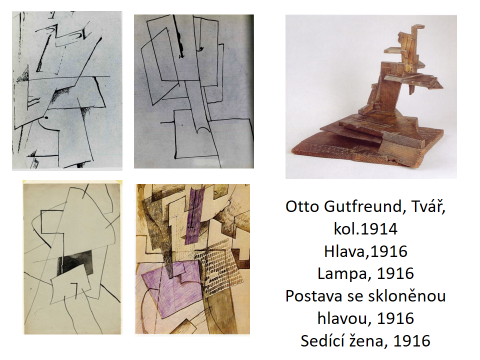 Otto Gutfreund, Tvář,
kol.1914
Hlava,1916
Lampa, 1916
Postava se skloněnou
hlavou, 1916
Sedící žena, 1916